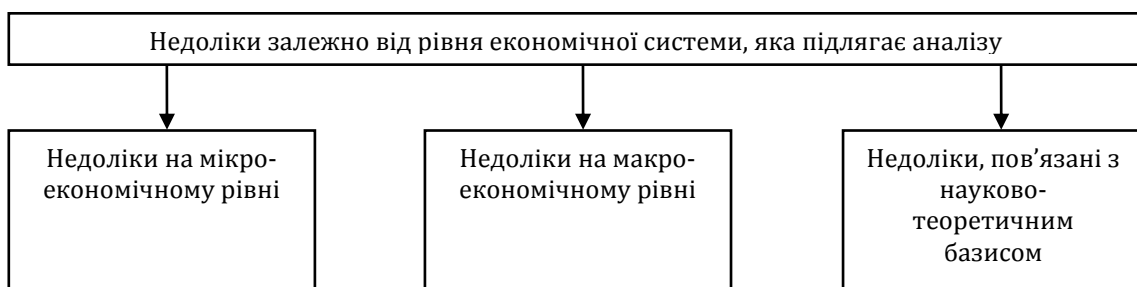 Недоліки залежно від рівня економічної системи, яка підлягає аналізу
Недоліки на мікро-
економічному рівні
Недоліки на макро-
економічному рівні
Недоліки, пов’язані з
науково-
теоретичним
базисом